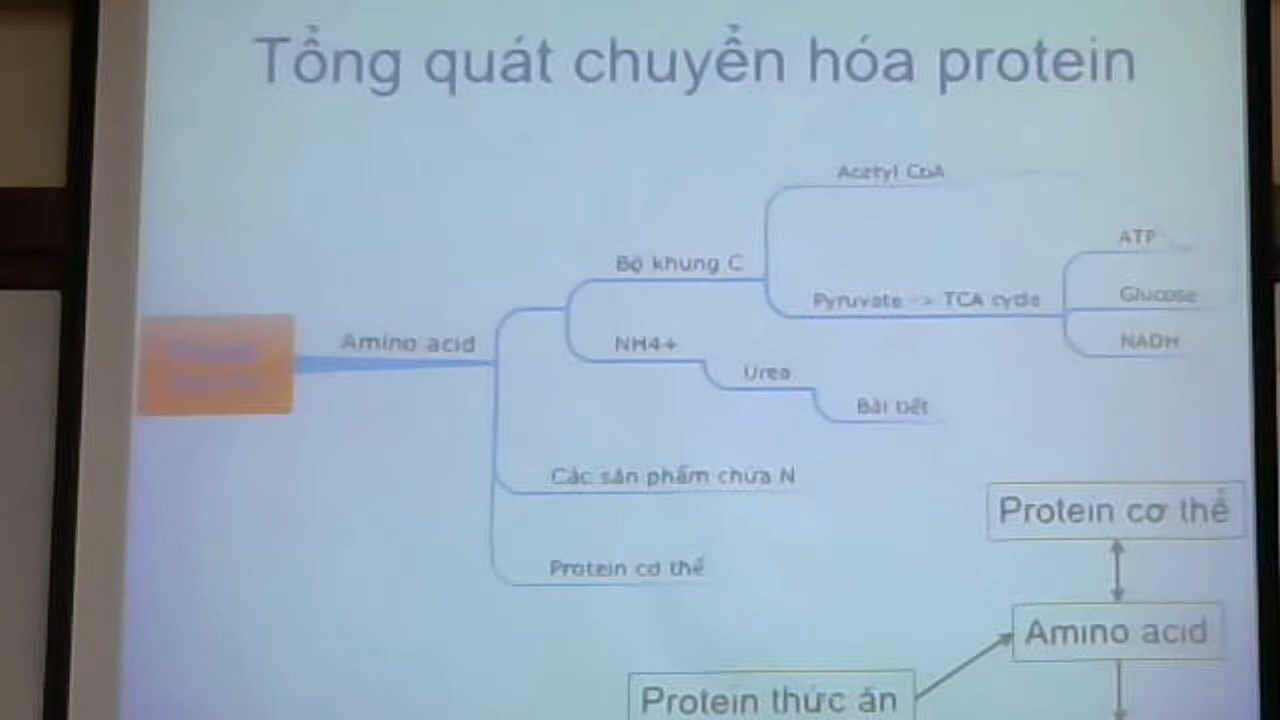 Tổng quát chuyển hóa protein
Acetyl CoA
ATP
Bộ khung C
Pyruvate -> TCA cycle
Glucose
Amino acid
NH4+
NADH
Urea
Bài tiết
Các sản phẩm chứa N
Protein cơ thể
Protein cơ thể
Amino acid
Protein thức ăn